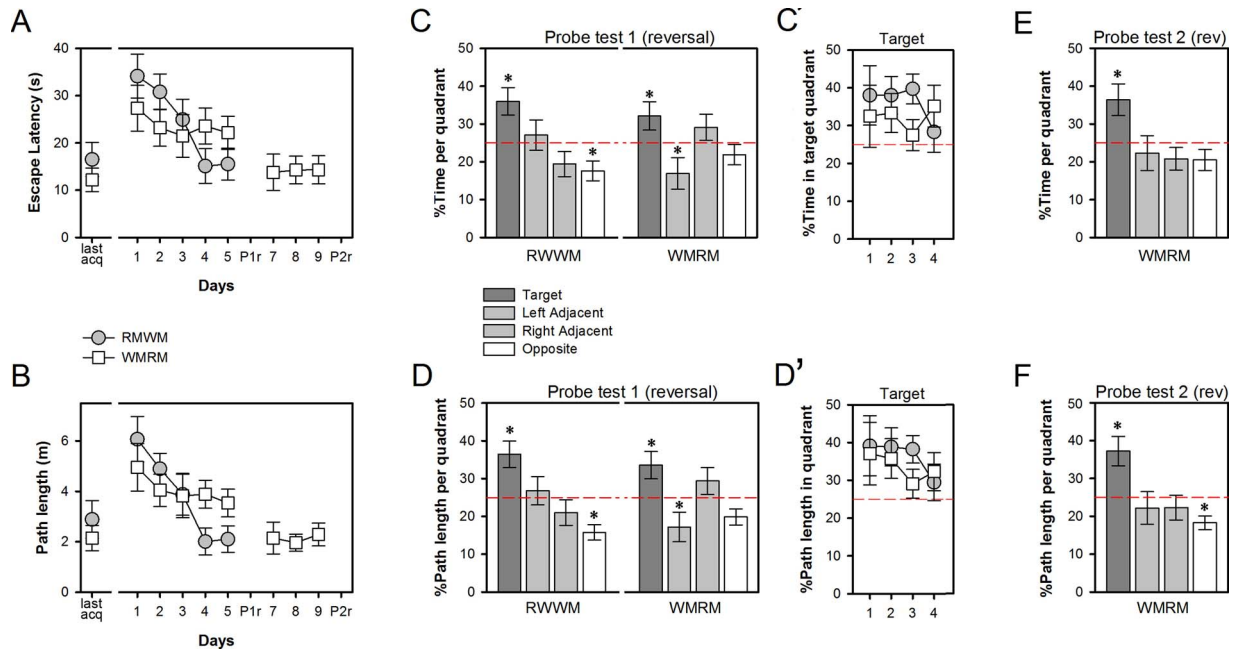 A
Escape Latency (s)
40
30
20
10
0
last
acq
1 2 3 4 5 P1r 7 8 9 P2r
Days
RMWM
WMRM
B
Path length (m)
6
4
2
0
last
acq
1 2 3 4 5 P1r 7 8 9 P2r
Days
C
Probe test 1 (reversal)
%Time per quadrant
50
40
30
20
10
0
* * * *
RWWM WMRM
Target
Left Adjacent
Right Adjacent
Opposite
C'
Target
%Time in target quadrant
50
40
30
20
10
0
1 2 3 4
D
Probe test 1 (reversal)
%Path length per quadrant
50
40
30
20
10
0
* * * *
RWWM WMRM
D'
Target
%Path length in quadrant
50
40
30
20
10
0
1 2 3 4
E
Probe test 2 (rev)
%Time per quadrant
50
40
30
20
10
0
*
WMRM
F
Probe test 2 (rev)
%Path length per quadrant
50
40
30
20
10
0
* *
WMRM